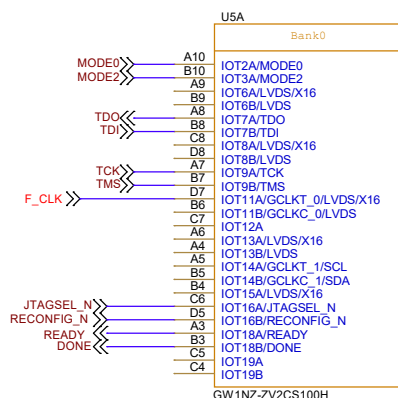 U5A
Bank0
MODE0 A10 IOT2A/MODE0
MODE2 B10 IOT3A/MODE2
A9 IOT6A/LVDS/X16
B9 IOT6B/LVDS
TDO A8 IOT7A/TDO
TDI B8 IOT7B/TDI
C8 IOT8A/LVDS/X16
D8 IOT8B/LVDS
TCK A7 IOT9A/TCK
TMS B7 IOT9B/TMS
F_CLK D7 IOT11A/GCLKT_0/LVDS/X16
B6 IOT11B/GCLKC_0/LVDS
C7 IOT12A
A6 IOT13A/LVDS/X16
A4 IOT13B/LVDS
A5 IOT14A/GCLKT_1/SCL
B5 IOT14B/GCLKC_1/SDA
B4 IOT15A/LVDS/X16
JTAGSEL_N C6 IOT16A/JTAGSEL_N
RECONFIG_N D5 IOT16B/RECONFIG_N
READY A3 IOT18A/READY
DONE B3 IOT18B/DONE
C5 IOT19A
C4 IOT19B
GW1NZ-ZV2CS100H